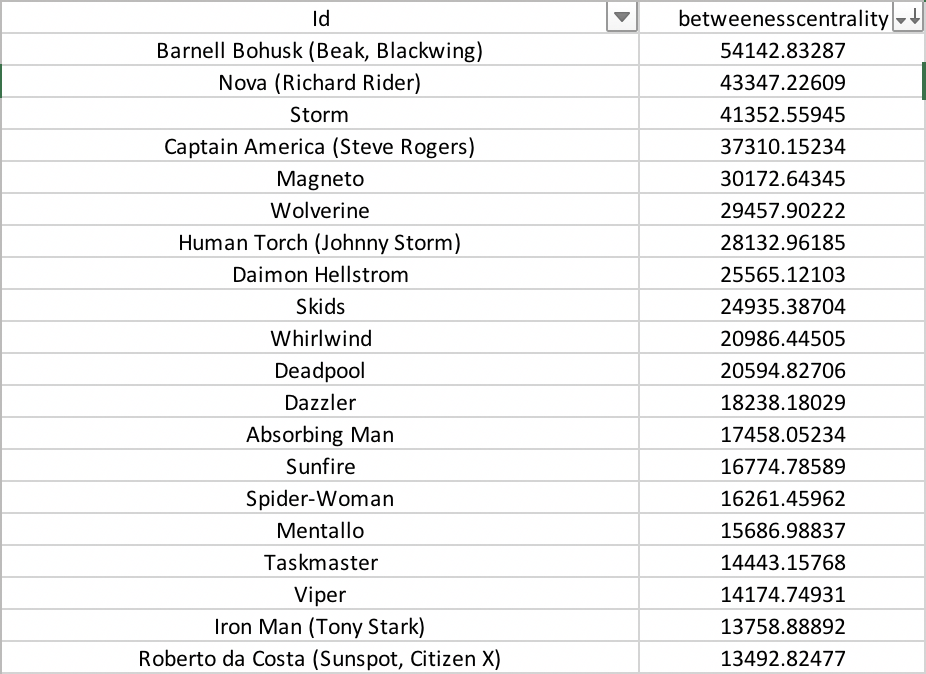 Id betweenesscentrality
Barnell Bohusk (Beak, Blackwing) 54142.83287
Nova (Richard Rider) 43347.22609
Storm 41352.55945
Captain America (Steve Rogers) 37310.15234
Magneto 30172.64345
Wolverine 29457.90222
Human Torch (Johnny Storm) 28132.96185
Daimon Hellstrom 25565.12103
Skids 24935.38704
Whirlwind 20986.44505
Deadpool 20594.82706
Dazzler 18238.18029
Absorbing Man 17458.05234
Sunfire 16774.78589
Spider-Woman 16261.45962
Mentallo 15686.98837
Taskmaster 14443.15768
Viper 14174.74931
Iron Man (Tony Stark) 13758.88892
Roberto da Costa (Sunspot, Citizen X) 13492.82477